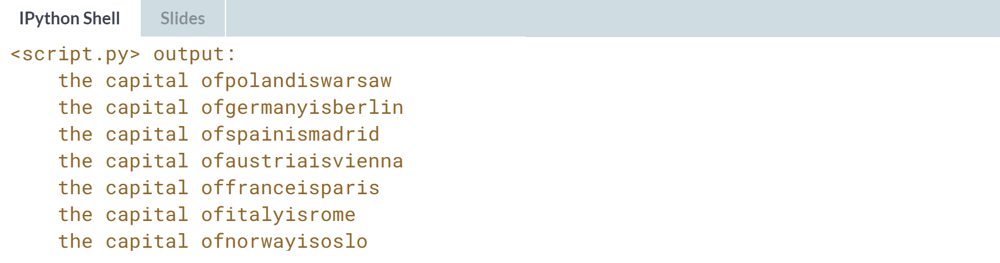 IPython Shell Slides
<script.py> output:
the capital ofpolandiswarsaw
the capital ofgermanyisberlin
the capital ofspainismadrid
the capital ofaustriaisvienna
the capital offranceisparis
the capital ofitalyisrome
the capital ofnorwayisoslo